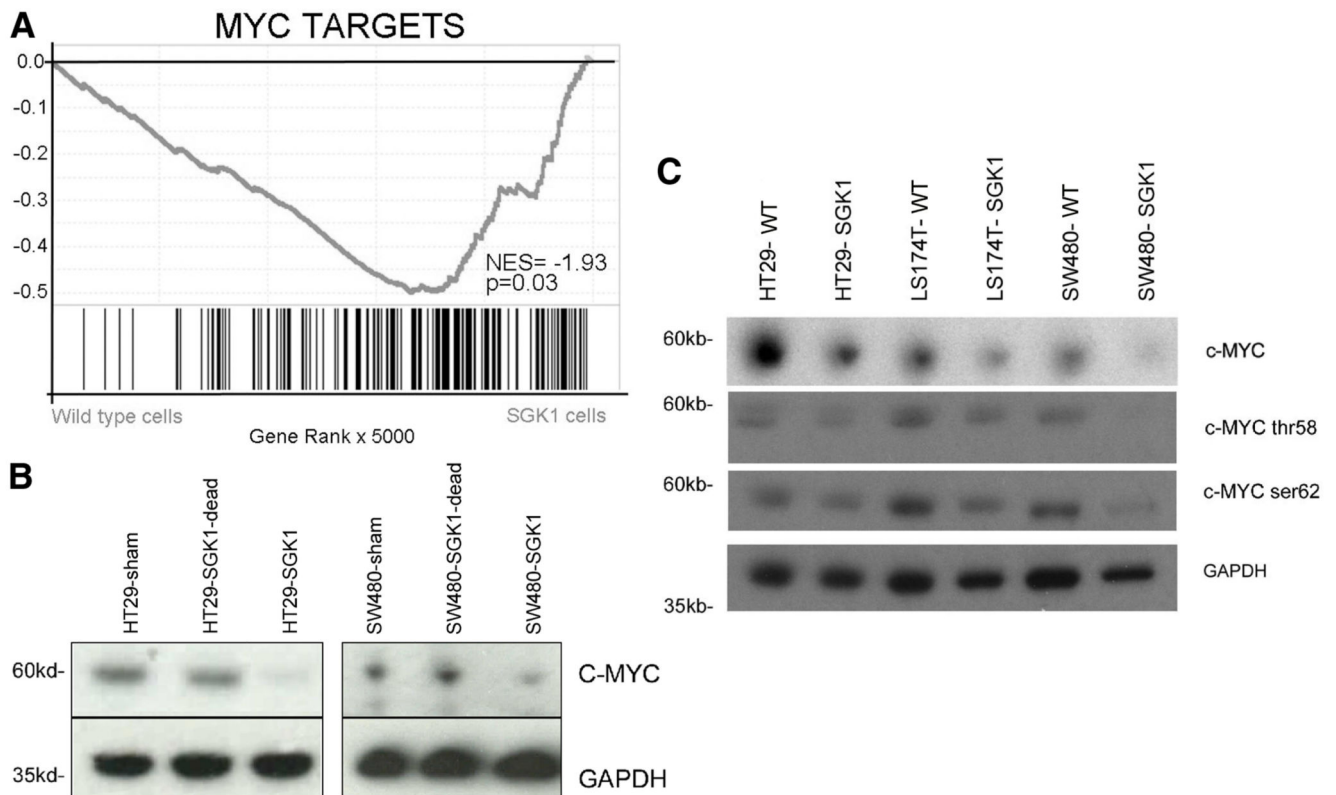 A
MYC TARGETS
0.0
-0.1
-0.2
-0.3
-0.4
-0.5
NES= -1.93
p=0.03
Wild type cells
SGK1 cells
Gene Rank x 5000
B
HT29-sham
HT29-SGK1-dead
HT29-SGK1
SW480-sham
SW480-SGK1-dead
SW480-SGK1
60kd-
C-MYC
35kd-
GAPDH
C
HT29- WT
HT29- SGK1
LS174T- WT
LS174T- SGK1
SW480- WT
SW480- SGK1
60kb-
c-MYC
60kb-
c-MYC thr58
60kb-
c-MYC ser62
GAPDH
35kb-